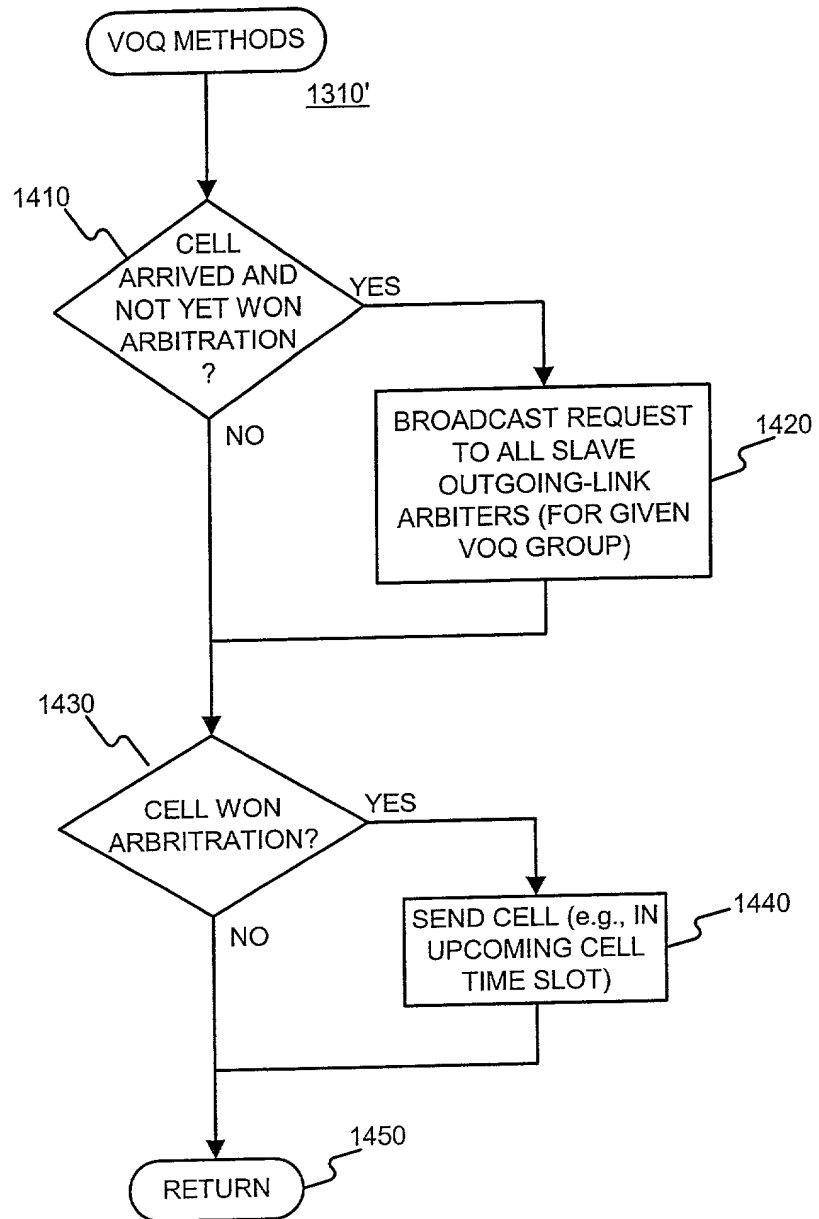 VOQ METHODS
1310'
1410
CELL
ARRIVED AND
NOT YET WON
ARBITRATION
?
YES
NO
BROADCAST REQUEST
TO ALL SLAVE
OUTGOING-LINK
ARBITERS (FOR GIVEN
VOQ GROUP)
1420
1430
CELL WON
ARBRITRATION?
YES
NO
SEND CELL (e.g., IN
UPCOMING CELL
TIME SLOT)
1440
1450
RETURN